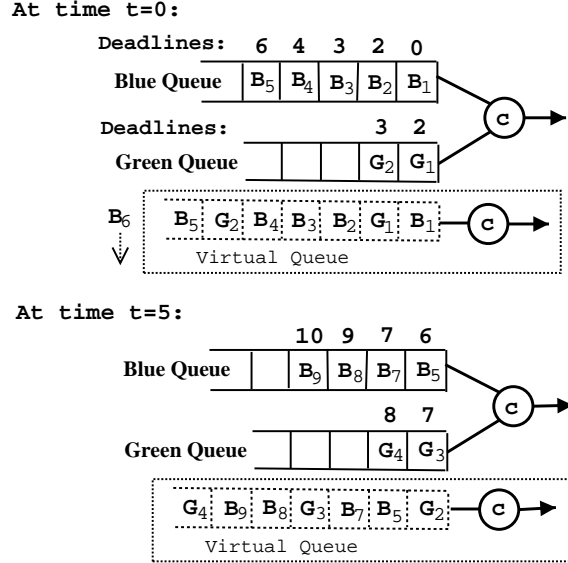 At time t=0:
Deadlines: 6 4 3 2 0
Blue Queue B5 B4 B3 B2 B1
C
Deadlines: 3 2
Green Queue G2 G1
B6 B5 G2 B4 B3 B2 G1 B1 C
Virtual Queue
At time t=5:
10 9 7 6
Blue Queue B9 B8 B7 B5
C
8 7
Green Queue G4 G3
G4 B9 B8 G3 B7 B5 G2 C
Virtual Queue